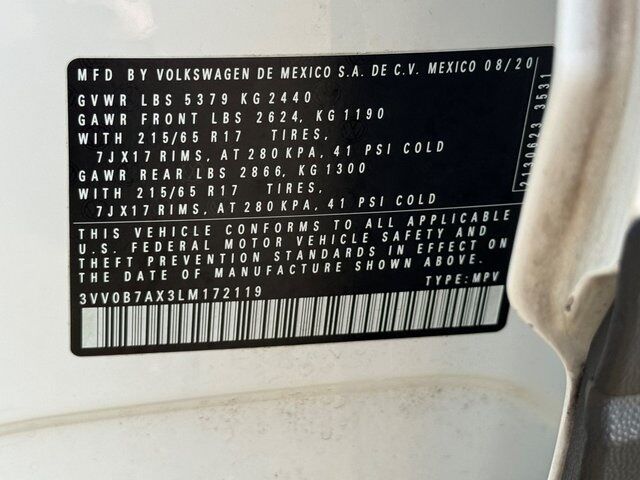 MFD BY VOLKSWAGEN DE MEXICO S.A. DE C.V. MEXICO 08/20
GVWR LBS 5379 KG 2440
GAWR FRONT LBS 2624, KG 1190
WITH 215/65 R17 TIRES,
7JX17 RIMS, AT 280 KPA, 41 PSI COLD
GAWR REAR LBS 2866, KG 1300
WITH 215/65 R17 TIRES,
7JX17 RIMS, AT 280 KPA, 41 PSI COLD
THIS VEHICLE CONFORMS TO ALL APPLICABLE
U.S. FEDERAL MOTOR VEHICLE SAFETY AND
THEFT PREVENTION STANDARDS IN EFFECT ON
THE DATE OF MANUFACTURE SHOWN ABOVE.
3VV0B7AX3LM172119 TYPE: MPV
2130623 3531